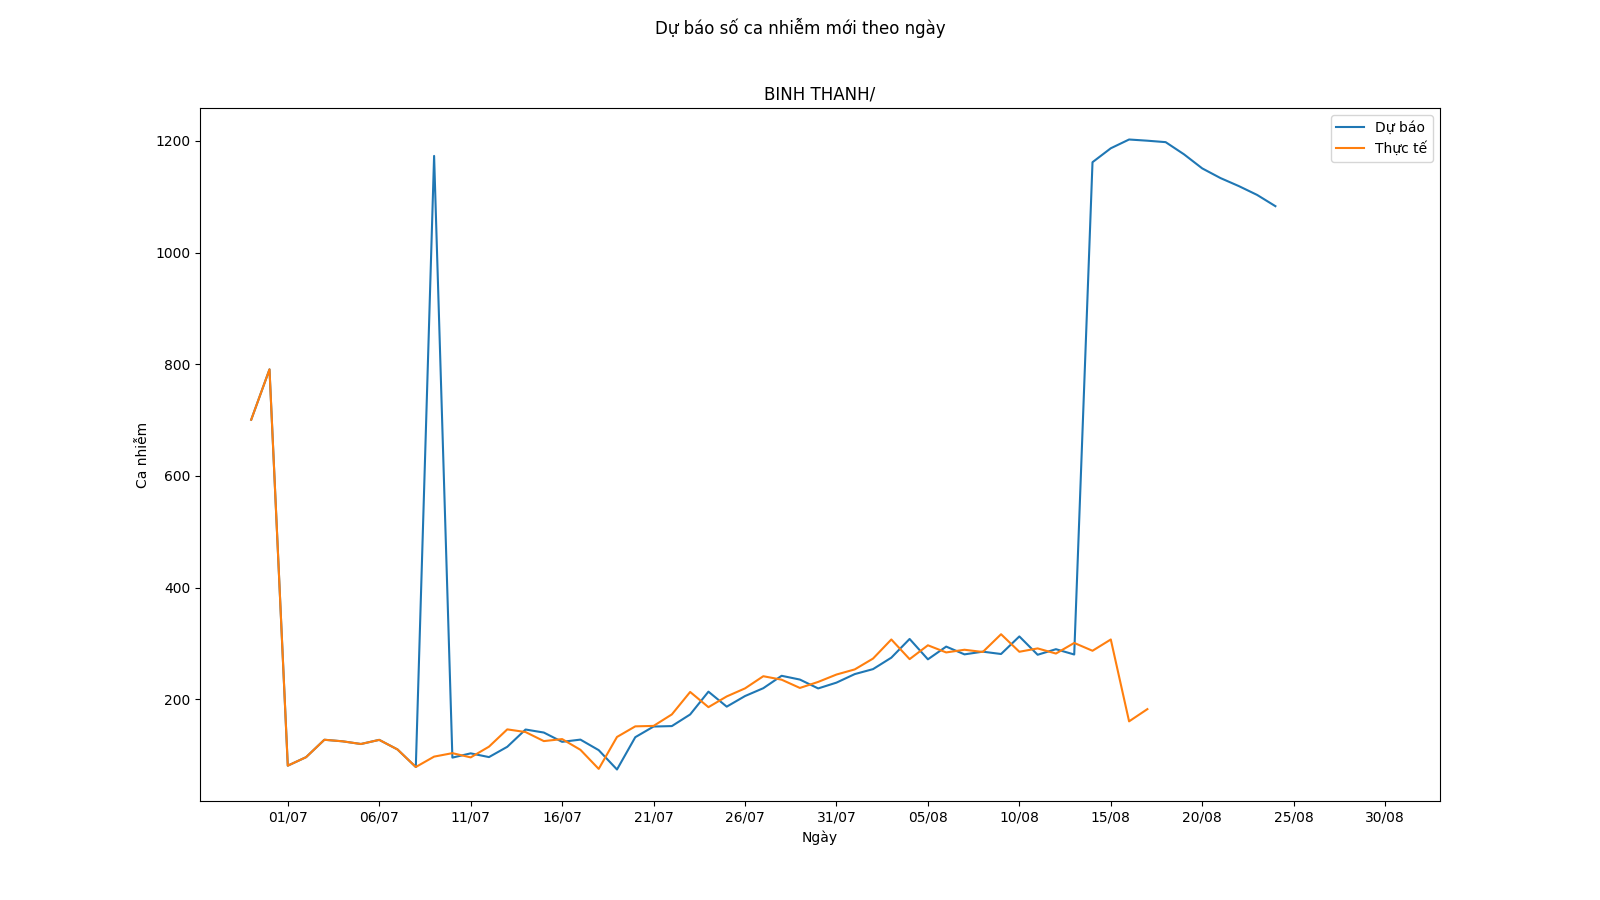 Dự báo số ca nhiễm mới theo ngày
BINH THANH/
Dự báo
Thực tế
1200
1000
800
600
400
200
Ca nhiễm
01/07 06/07 11/07 16/07 21/07 26/07 31/07 05/08 10/08 15/08 20/08 25/08 30/08
Ngày